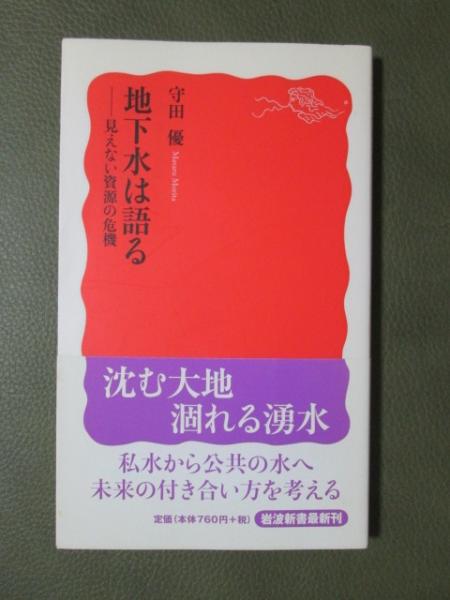 地下水は語る
──見えない資源の危機
守田 優
Masaru Morita
沈む大地
涸れる湧水
私水から公共の水へ
未来の付き合い方を考える
定価(本体760円+税)
岩波新書最新刊